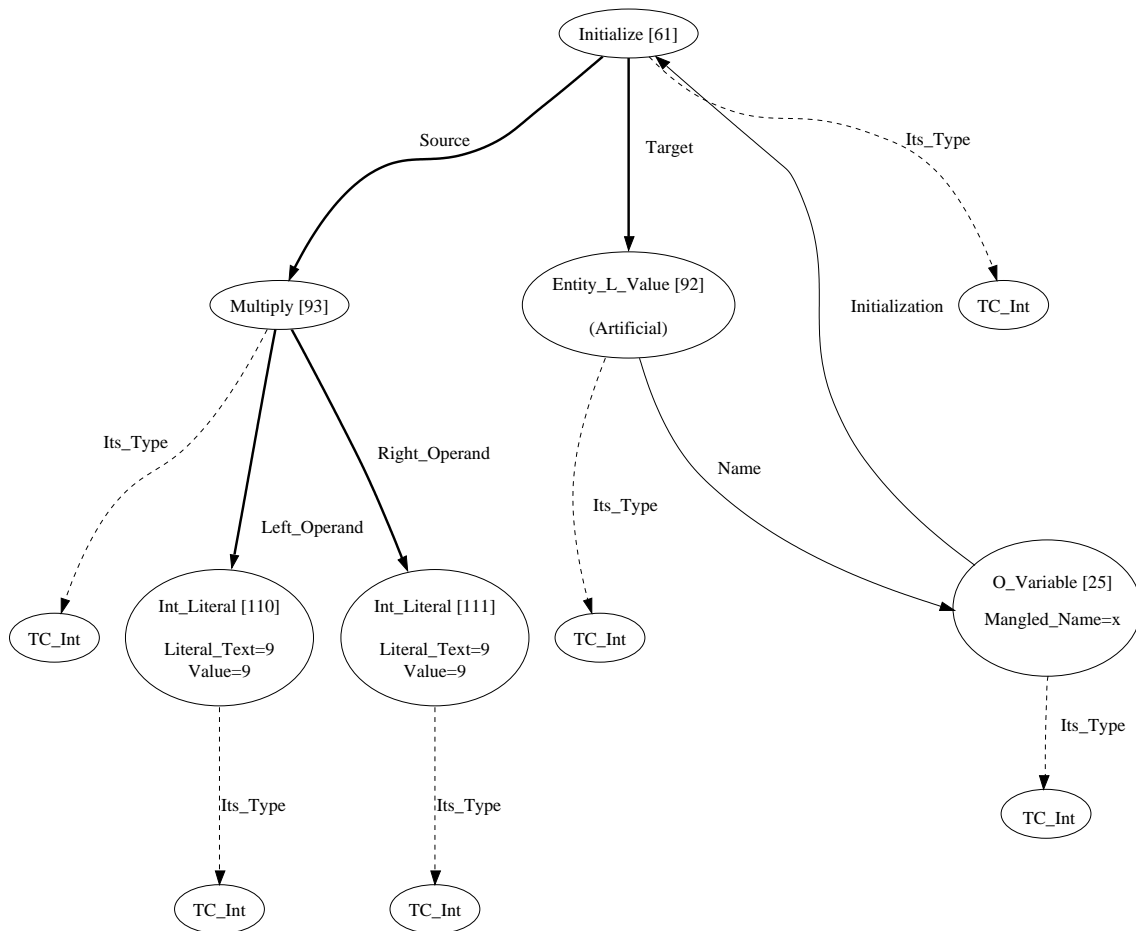 Initialize [61]
Source
Target
Its_Type
Multiply [93]
Entity_L_Value [92]
(Artificial)
Initialization
TC_Int
Its_Type
Right_Operand
Left_Operand
Name
Its_Type
TC_Int
Int_Literal [110]
Literal_Text=9
Value=9
Int_Literal [111]
Literal_Text=9
Value=9
TC_Int
O_Variable [25]
Mangled_Name=x
Its_Type
Its_Type
Its_Type
TC_Int
TC_Int
TC_Int